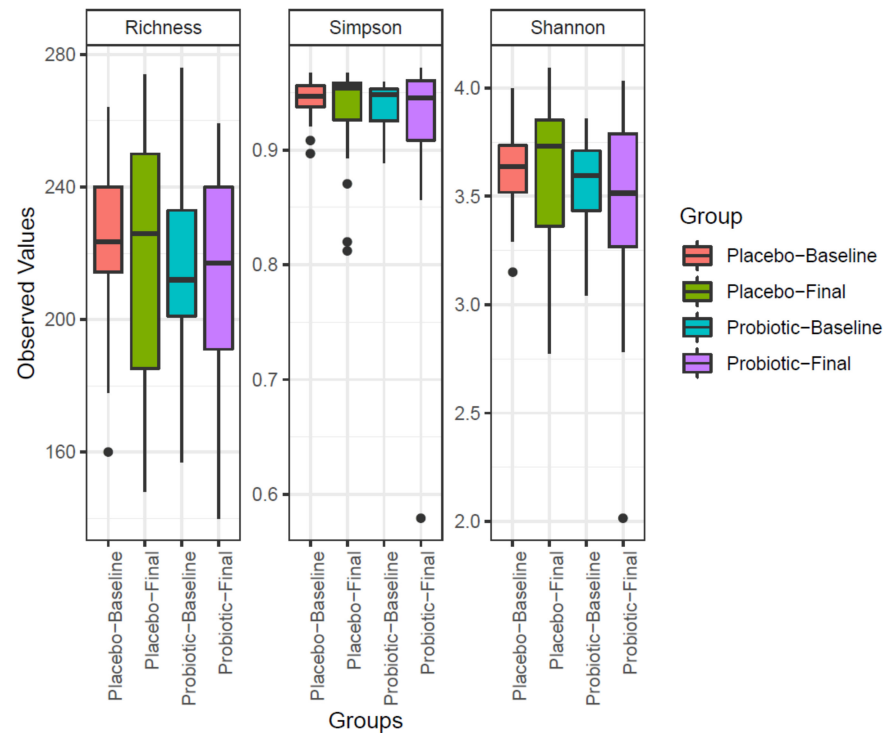 Richness
Simpson
Shannon
Observed Values
280
240
200
160
0.9
0.8
0.7
0.6
4.0
3.5
3.0
2.5
2.0
Placebo−Baseline
Placebo−Final
Probiotic−Baseline
Probiotic−Final
Placebo−Baseline
Placebo−Final
Probiotic−Baseline
Probiotic−Final
Placebo−Baseline
Placebo−Final
Probiotic−Baseline
Probiotic−Final
Groups
Group
Placebo−Baseline
Placebo−Final
Probiotic−Baseline
Probiotic−Final